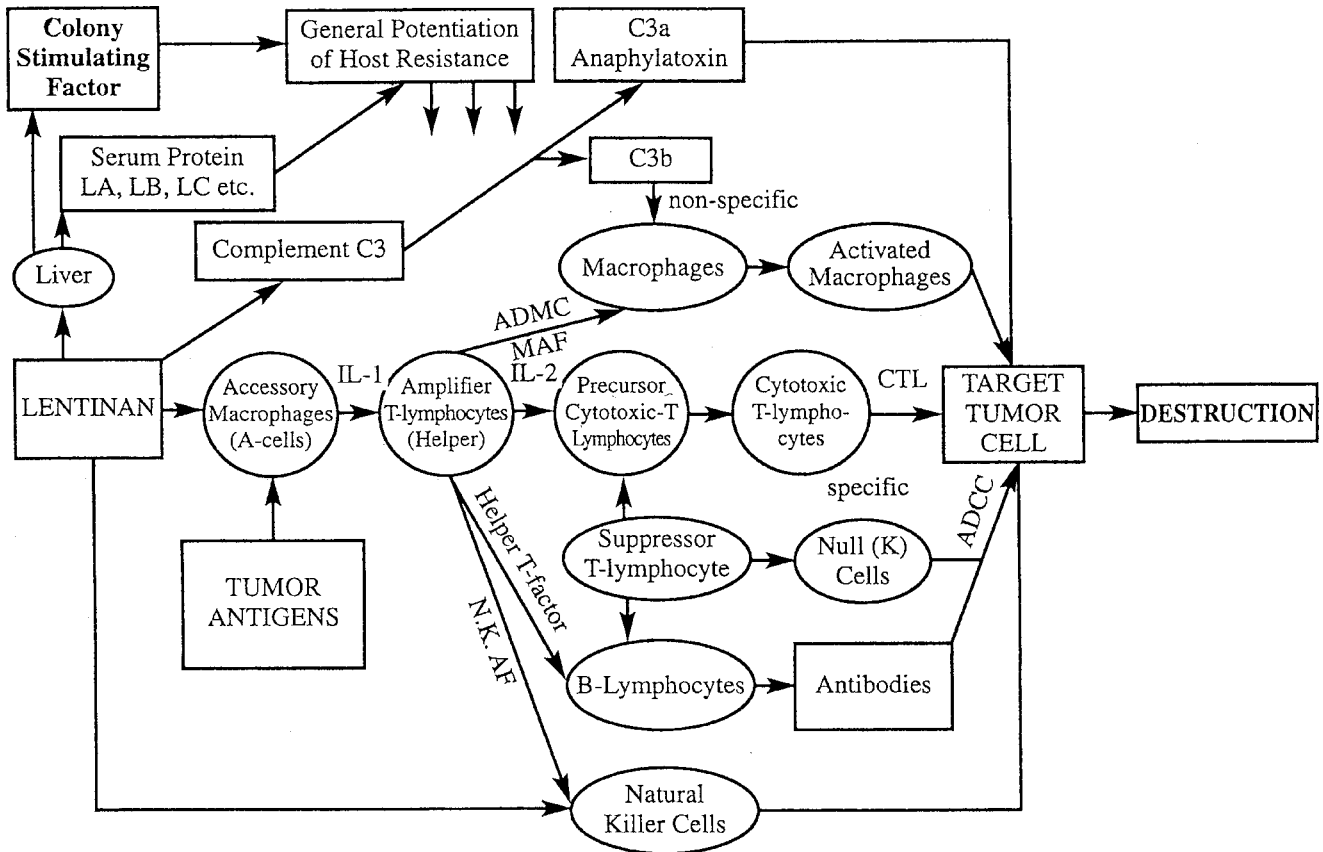 Colony
Stimulating
Factor
General Potentiation
of Host Resistance
C3a
Anaphylatoxin
Serum Protein
LA, LB, LC etc.
C3b
non-specific
Complement C3
Liver
Macrophages
Activated
Macrophages
ADMC
MAF
LENTINAN
Accessory
Macrophages
(A-cells)
IL-1
Amplifier
T-lymphocytes
(Helper)
IL-2
Precursor
Cytotoxic-T
Lymphocytes
Cytotoxic
T-lympho-
cytes
CTL
TARGET
TUMOR
CELL
DESTRUCTION
specific
TUMOR
ANTIGENS
Helper T-factor
N.K. AF
Suppressor
T-lymphocyte
Null (K)
Cells
ADCC
B-Lymphocytes
Antibodies
Natural
Killer Cells